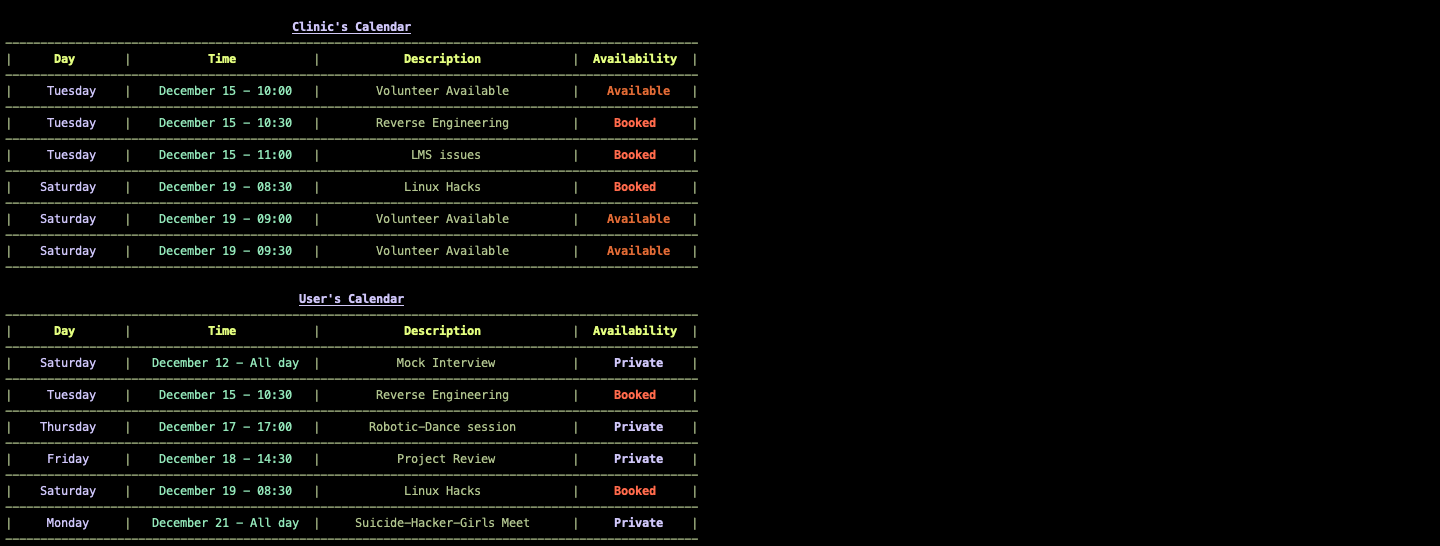 Clinic's Calendar
| Day | Time | Description | Availability |
| Tuesday | December 15 - 10:00 | Volunteer Available | Available |
| Tuesday | December 15 - 10:30 | Reverse Engineering | Booked |
| Tuesday | December 15 - 11:00 | LMS issues | Booked |
| Saturday | December 19 - 08:30 | Linux Hacks | Booked |
| Saturday | December 19 - 09:00 | Volunteer Available | Available |
| Saturday | December 19 - 09:30 | Volunteer Available | Available |
User's Calendar
| Day | Time | Description | Availability |
| Saturday | December 12 - All day | Mock Interview | Private |
| Tuesday | December 15 - 10:30 | Reverse Engineering | Booked |
| Thursday | December 17 - 17:00 | Robotic-Dance session | Private |
| Friday | December 18 - 14:30 | Project Review | Private |
| Saturday | December 19 - 08:30 | Linux Hacks | Booked |
| Monday | December 21 - All day | Suicide-Hacker-Girls Meet | Private |